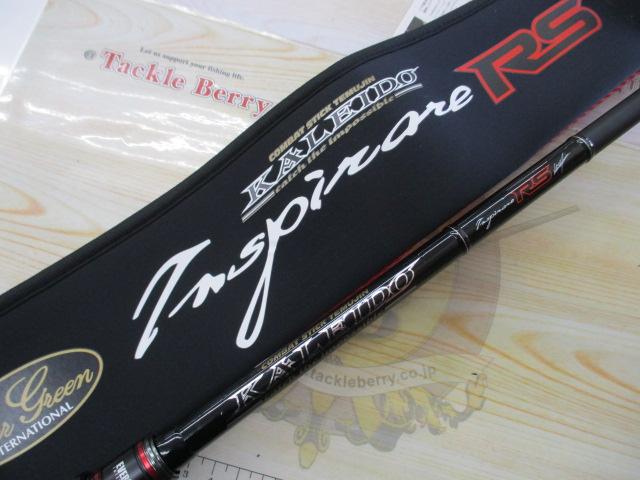 Let us support your fishing life.
@ Tackle Berry
COMBAT STICK TEMUJIN
KALEIDO
catch the impossible
Inspirare RS
Green
INTERNATIONAL
Inspirare RS
COMBAT STICK TEMUJIN
KALEIDO
tackleberry.co.jp
EVER